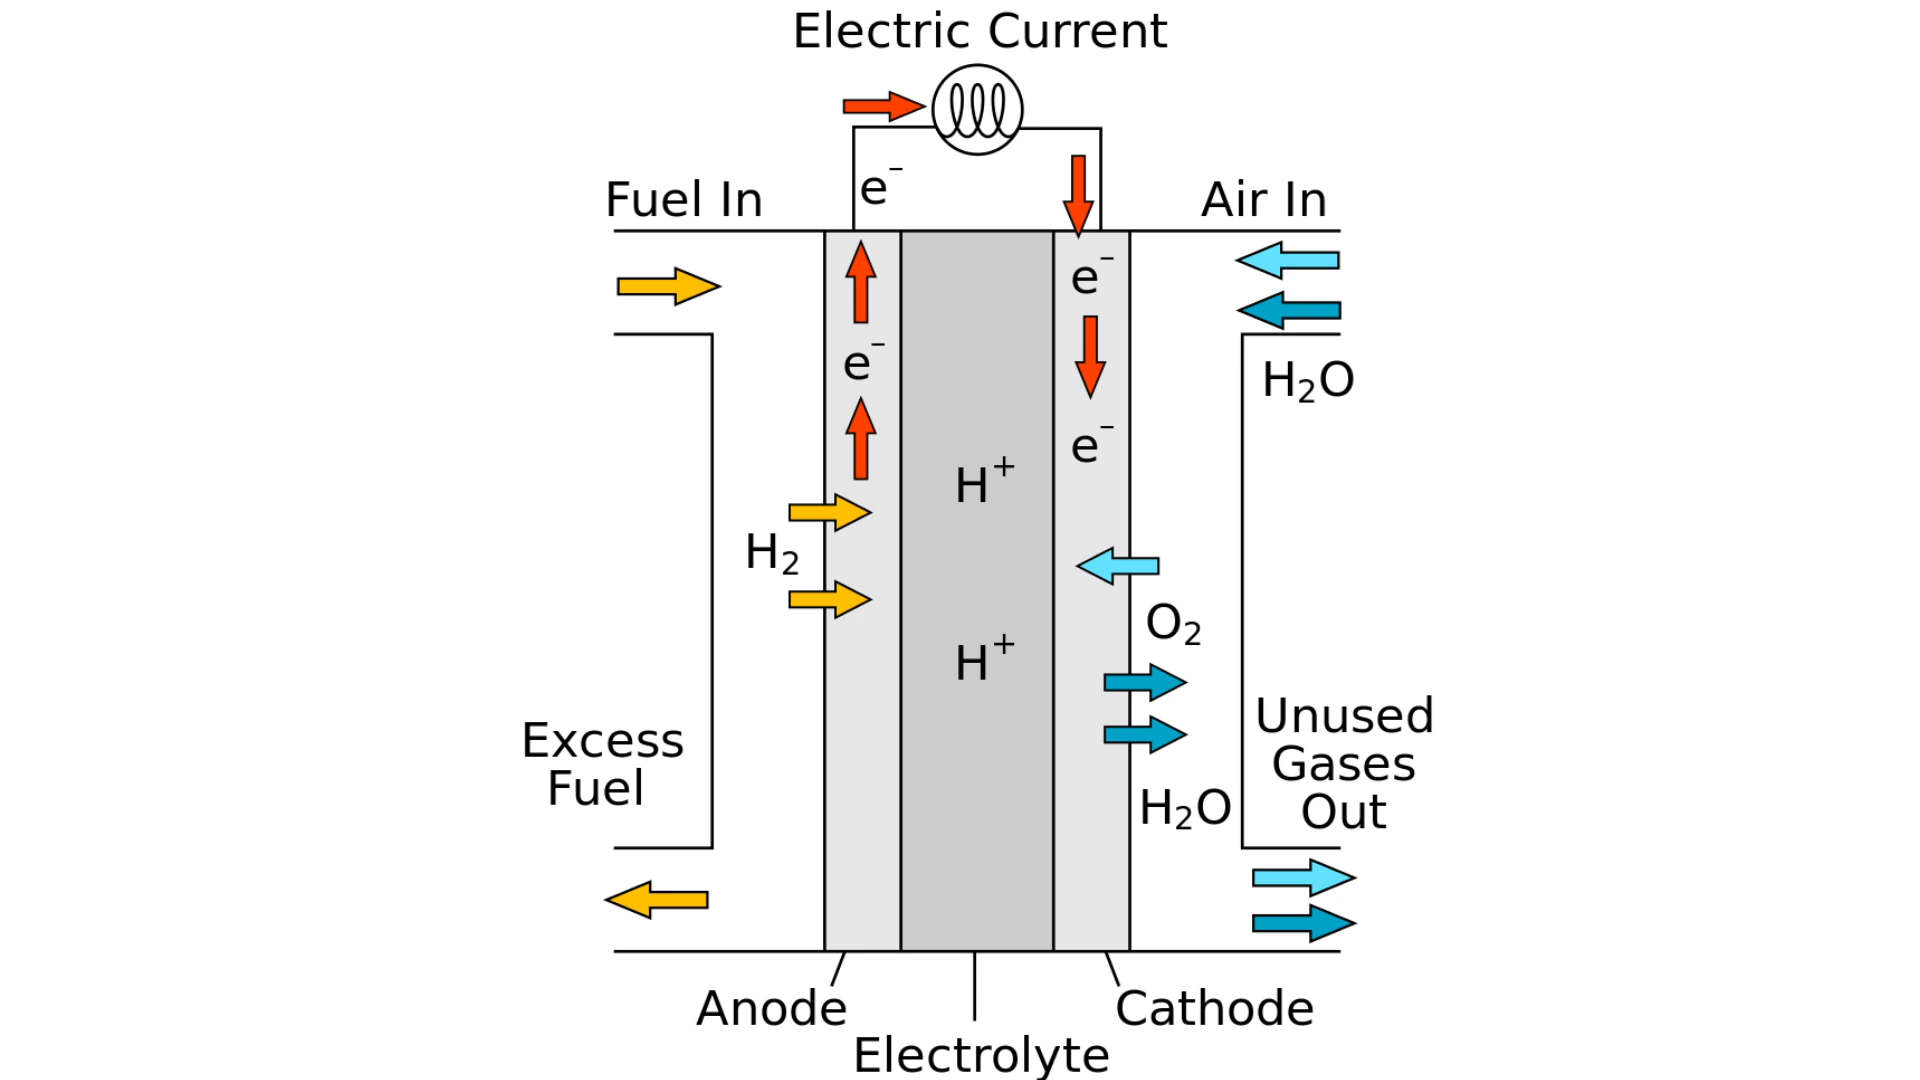 Electric Current
e⁻
Fuel In
Air In
e⁻
e⁻
H₂O
e⁻
H⁺
H₂
O₂
H⁺
Excess
Fuel
Unused
Gases
Out
H₂O
Anode
Cathode
Electrolyte